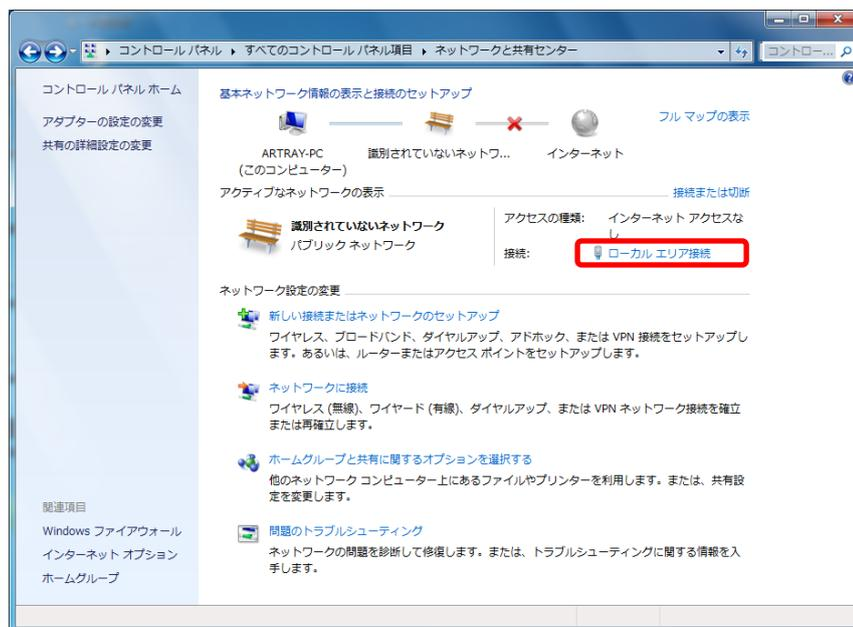 コントロール パネル ▸ すべてのコントロール パネル項目 ▸ ネットワークと共有センター
コントロー...
コントロール パネル ホーム
アダプターの設定の変更
共有の詳細設定の変更
基本ネットワーク情報の表示と接続のセットアップ
フル マップの表示
ARTRAY-PC
(このコンピューター)
識別されていないネットワ...
インターネット
アクティブなネットワークの表示
接続または切断
識別されていないネットワーク
パブリック ネットワーク
アクセスの種類: インターネット アクセスな
し
接続: ローカル エリア接続
ネットワーク設定の変更
新しい接続またはネットワークのセットアップ
ワイヤレス、ブロードバンド、ダイヤルアップ、アドホック、または VPN 接続をセットアップし
ます。あるいは、ルーターまたはアクセス ポイントをセットアップします。
ネットワークに接続
ワイヤレス (無線)、ワイヤード (有線)、ダイヤルアップ、または VPN ネットワーク接続を確立
または再確立します。
ホームグループと共有に関するオプションを選択する
他のネットワーク コンピューター上にあるファイルやプリンターを利用します。または、共有設
定を変更します。
問題のトラブルシューティング
ネットワークの問題を診断して修復します。または、トラブルシューティングに関する情報を入
手します。
関連項目
Windows ファイアウォール
インターネット オプション
ホームグループ